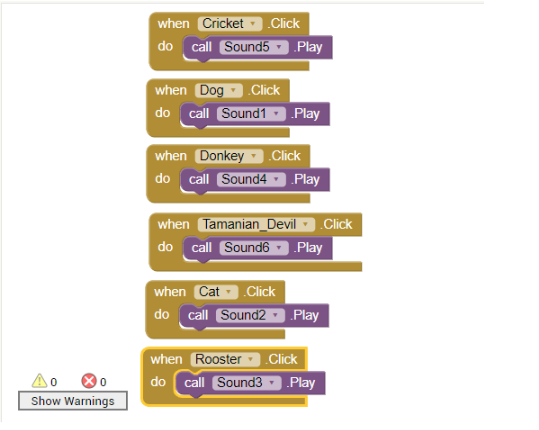 when Cricket .Click
do call Sound5 .Play
when Dog .Click
do call Sound1 .Play
when Donkey .Click
do call Sound4 .Play
when Tamanian_Devil .Click
do call Sound6 .Play
when Cat .Click
do call Sound2 .Play
when Rooster .Click
do call Sound3 .Play
0 0
Show Warnings